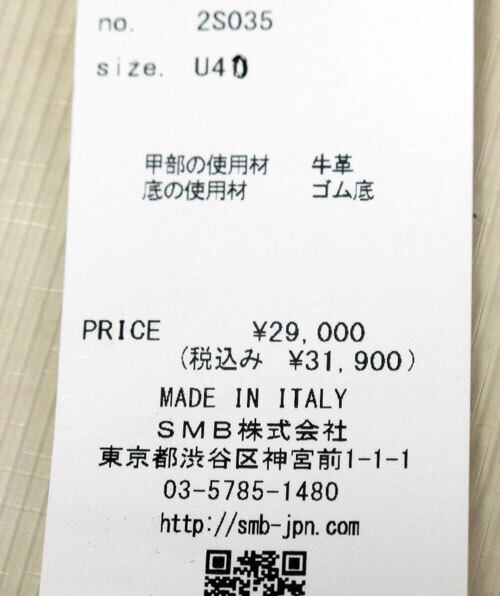 no. 2S035
size. U41
甲部の使用材 牛革
底の使用材 ゴム底
PRICE ¥29,000
(税込み ¥31,900)
MADE IN ITALY
SMB株式会社
東京都渋谷区神宮前1-1-1
03-5785-1480
http://smb-jpn.com